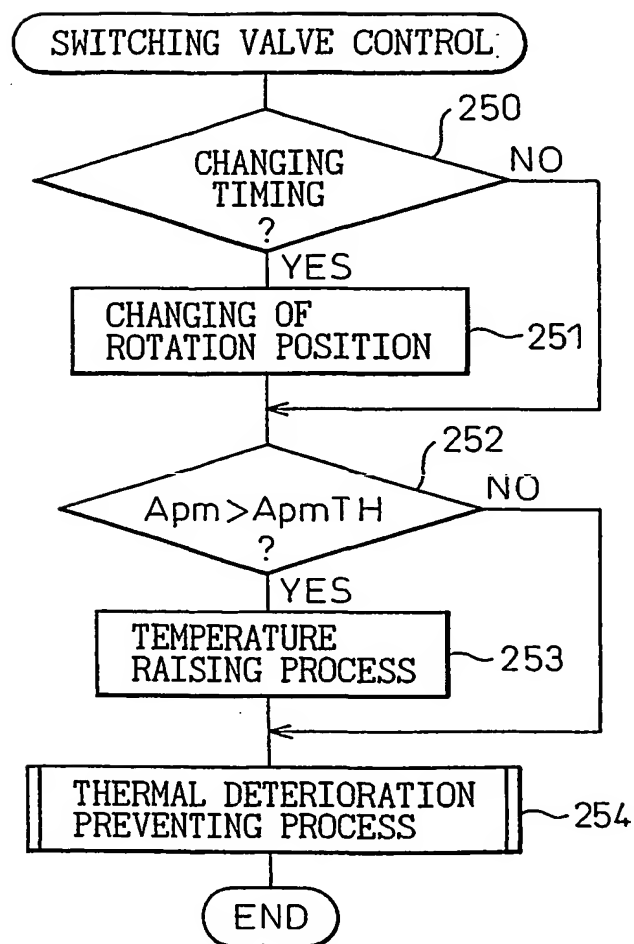 SWITCHING VALVE CONTROL
250
CHANGING
TIMING
?
NO
YES
CHANGING OF
ROTATION POSITION
251
252
Apm>ApmTH
?
NO
YES
TEMPERATURE
RAISING PROCESS
253
THERMAL DETERIORATION
PREVENTING PROCESS
254
END